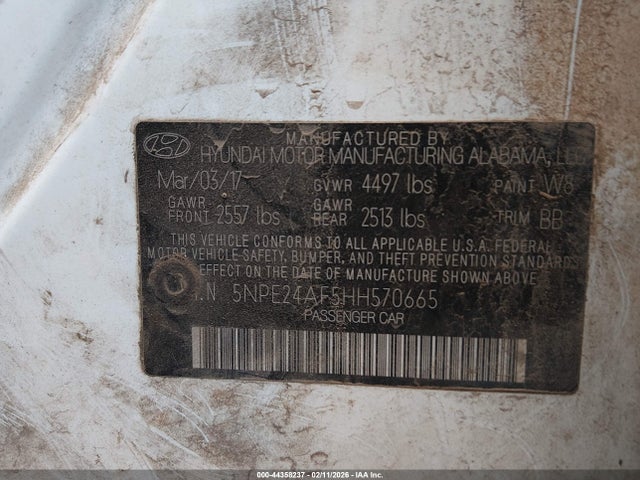 MANUFACTURED BY
HYUNDAI MOTOR MANUFACTURING ALABAMA, LLC
Mar/03/17 GVWR 4497 lbs PAINT W8
GAWR FRONT 2557 lbs GAWR REAR 2513 lbs TRIM BB
THIS VEHICLE CONFORMS TO ALL APPLICABLE U.S.A. FEDERAL
MOTOR VEHICLE SAFETY, BUMPER, AND THEFT PREVENTION STANDARDS
IN EFFECT ON THE DATE OF MANUFACTURE SHOWN ABOVE
5NPE24AF5HH570665
PASSENGER CAR
000-44358237 - 02/11/2026 - IAA Inc.